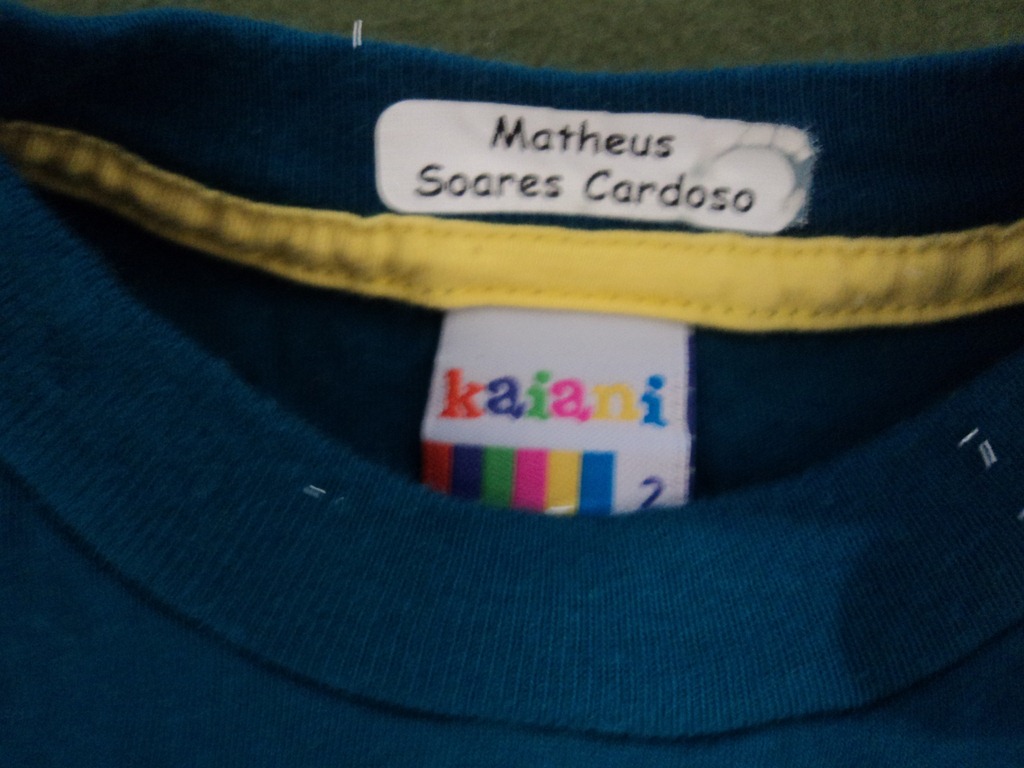 Matheus
Soares Cardoso
kaiani
2